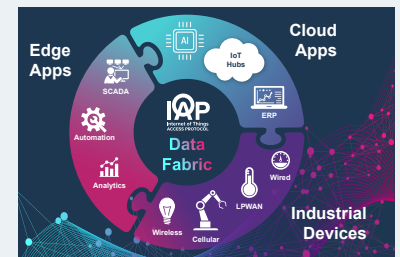 Edge
Apps
Cloud
Apps
AI
IoT
Hubs
SCADA
ERP
IOAP
Internet of Things
ACCESS PROTOCOL
Data
Fabric
Automation
Analytics
Wired
LPWAN
Wireless
Cellular
Industrial
Devices